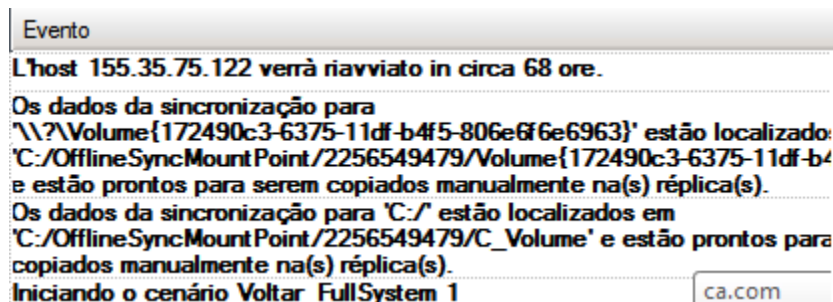 Evento
L'host 155.35.75.122 verrà riavviato in circa 68 ore.
Os dados da sincronização para
'\\?\Volume{172490c3-6375-11df-b4f5-806e6f6e6963}' estão localizados
'C:/OfflineSyncMountPoint/2256549479/Volume{172490c3-6375-11df-b4
e estão prontos para serem copiados manualmente na(s) réplica(s).
Os dados da sincronização para 'C:/' estão localizados em
'C:/OfflineSyncMountPoint/2256549479/C_Volume' e estão prontos para
copiados manualmente na(s) réplica(s).
Iniciando o cenário Voltar FullSystem 1
ca.com